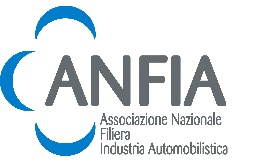 ANFIA
Associazione Nazionale
Filiera
Industria Automobilistica